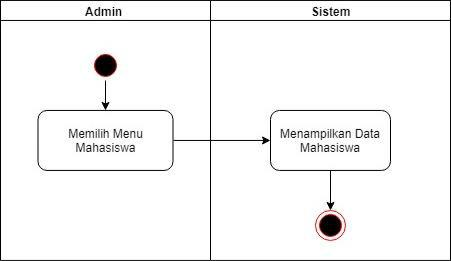 Admin
Sistem
Memilih Menu
Mahasiswa
Menampilkan Data
Mahasiswa